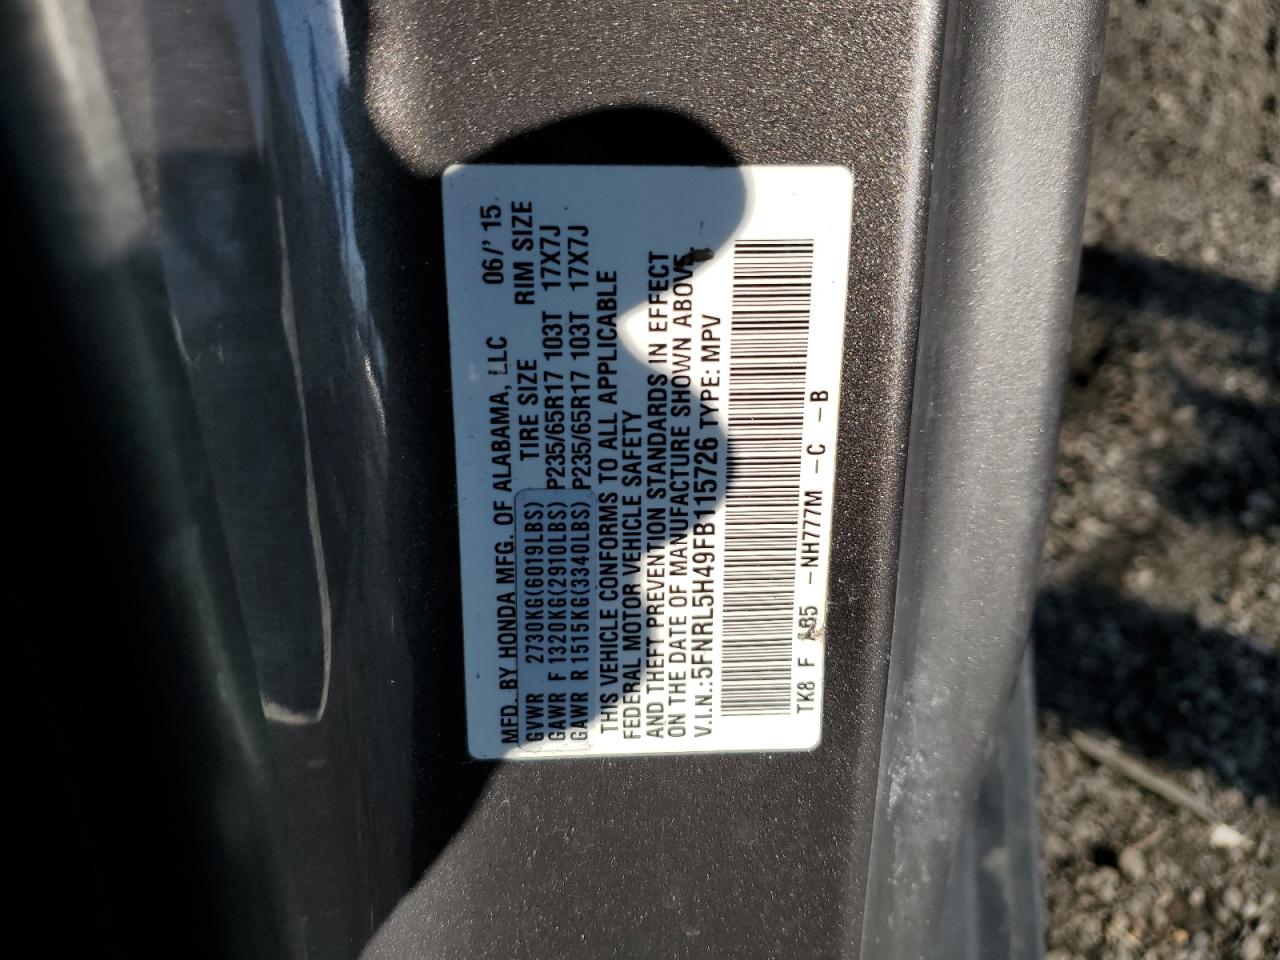 MFD. BY HONDA MFG. OF ALABAMA, LLC 06/' 15
GVWR 2730KG(6019LBS) TIRE SIZE RIM SIZE
GAWR F 1320KG(2910LBS) P235/65R17 103T 17X7J
GAWR R 1515KG(3340LBS) P235/65R17 103T 17X7J
THIS VEHICLE CONFORMS TO ALL APPLICABLE
FEDERAL MOTOR VEHICLE SAFETY
AND THEFT PREVENTION STANDARDS IN EFFECT
ON THE DATE OF MANUFACTURE SHOWN ABOVE.
V.I.N.:5FNRL5H49FB115726 TYPE: MPV
TK8 F -NH777M -C -B